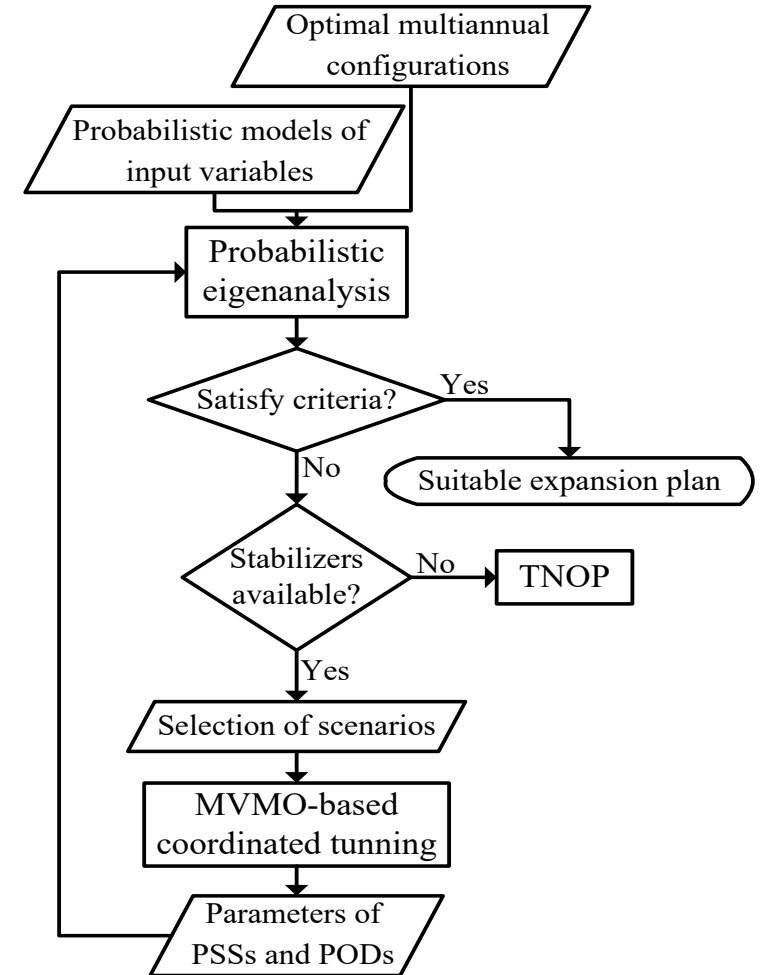 Optimal multiannual
configurations
Probabilistic models of
input variables
Probabilistic
eigenanalysis
Satisfy criteria?
Yes
No
Suitable expansion plan
Stabilizers
available?
No
TNOP
Yes
Selection of scenarios
MVMO-based
coordinated tunning
Parameters of
PSSs and PODs